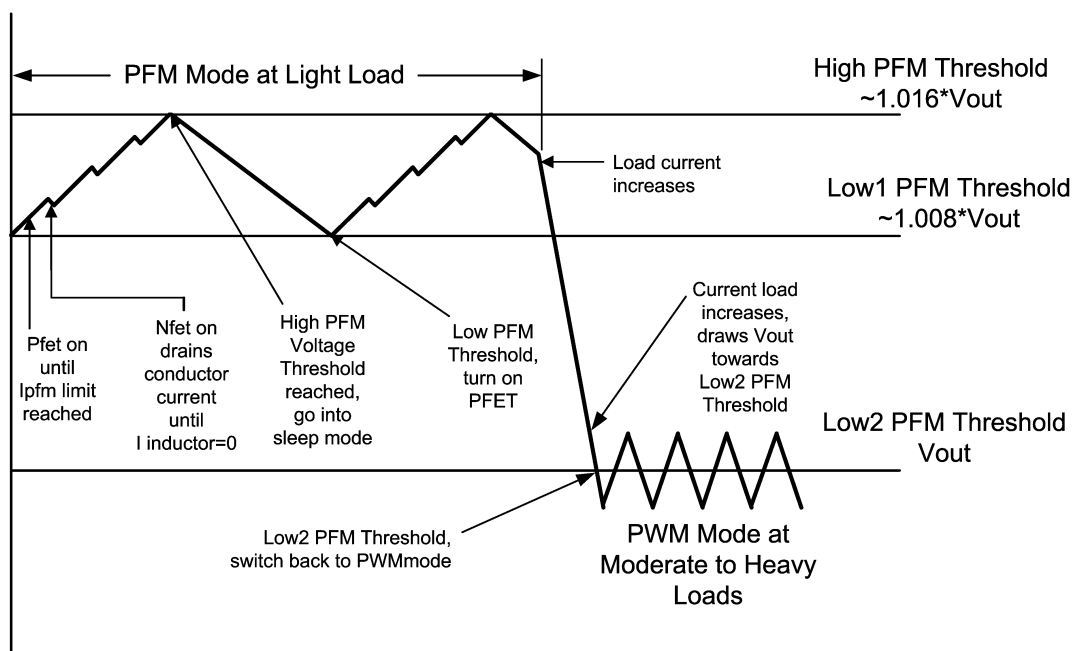 PFM Mode at Light Load
High PFM Threshold
~1.016*Vout
Load current
increases
Low1 PFM Threshold
~1.008*Vout
Pfet on
until
Ipfm limit
reached
Nfet on
drains
conductor
current
until
I inductor=0
High PFM
Voltage
Threshold
reached,
go into
sleep mode
Low PFM
Threshold,
turn on
PFET
Current load
increases,
draws Vout
towards
Low2 PFM
Threshold
Low2 PFM Threshold
Vout
Low2 PFM Threshold,
switch back to PWMmode
PWM Mode at
Moderate to Heavy
Loads